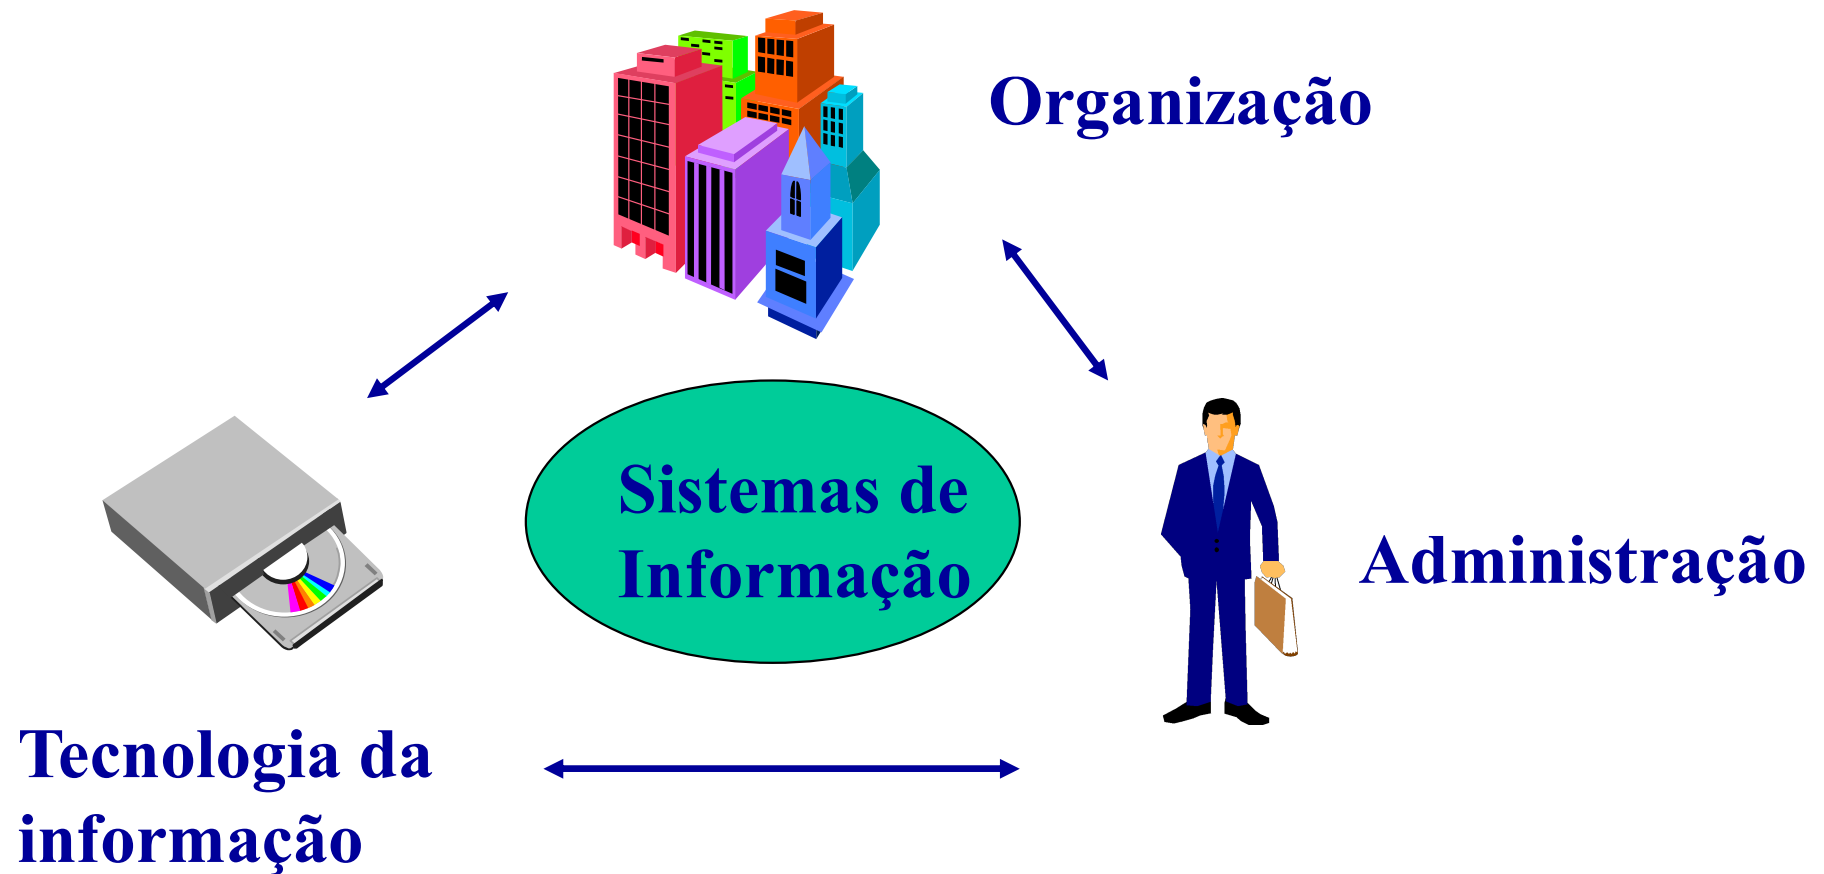 Organização
Sistemas de
Informação
Administração
Tecnologia da
informação